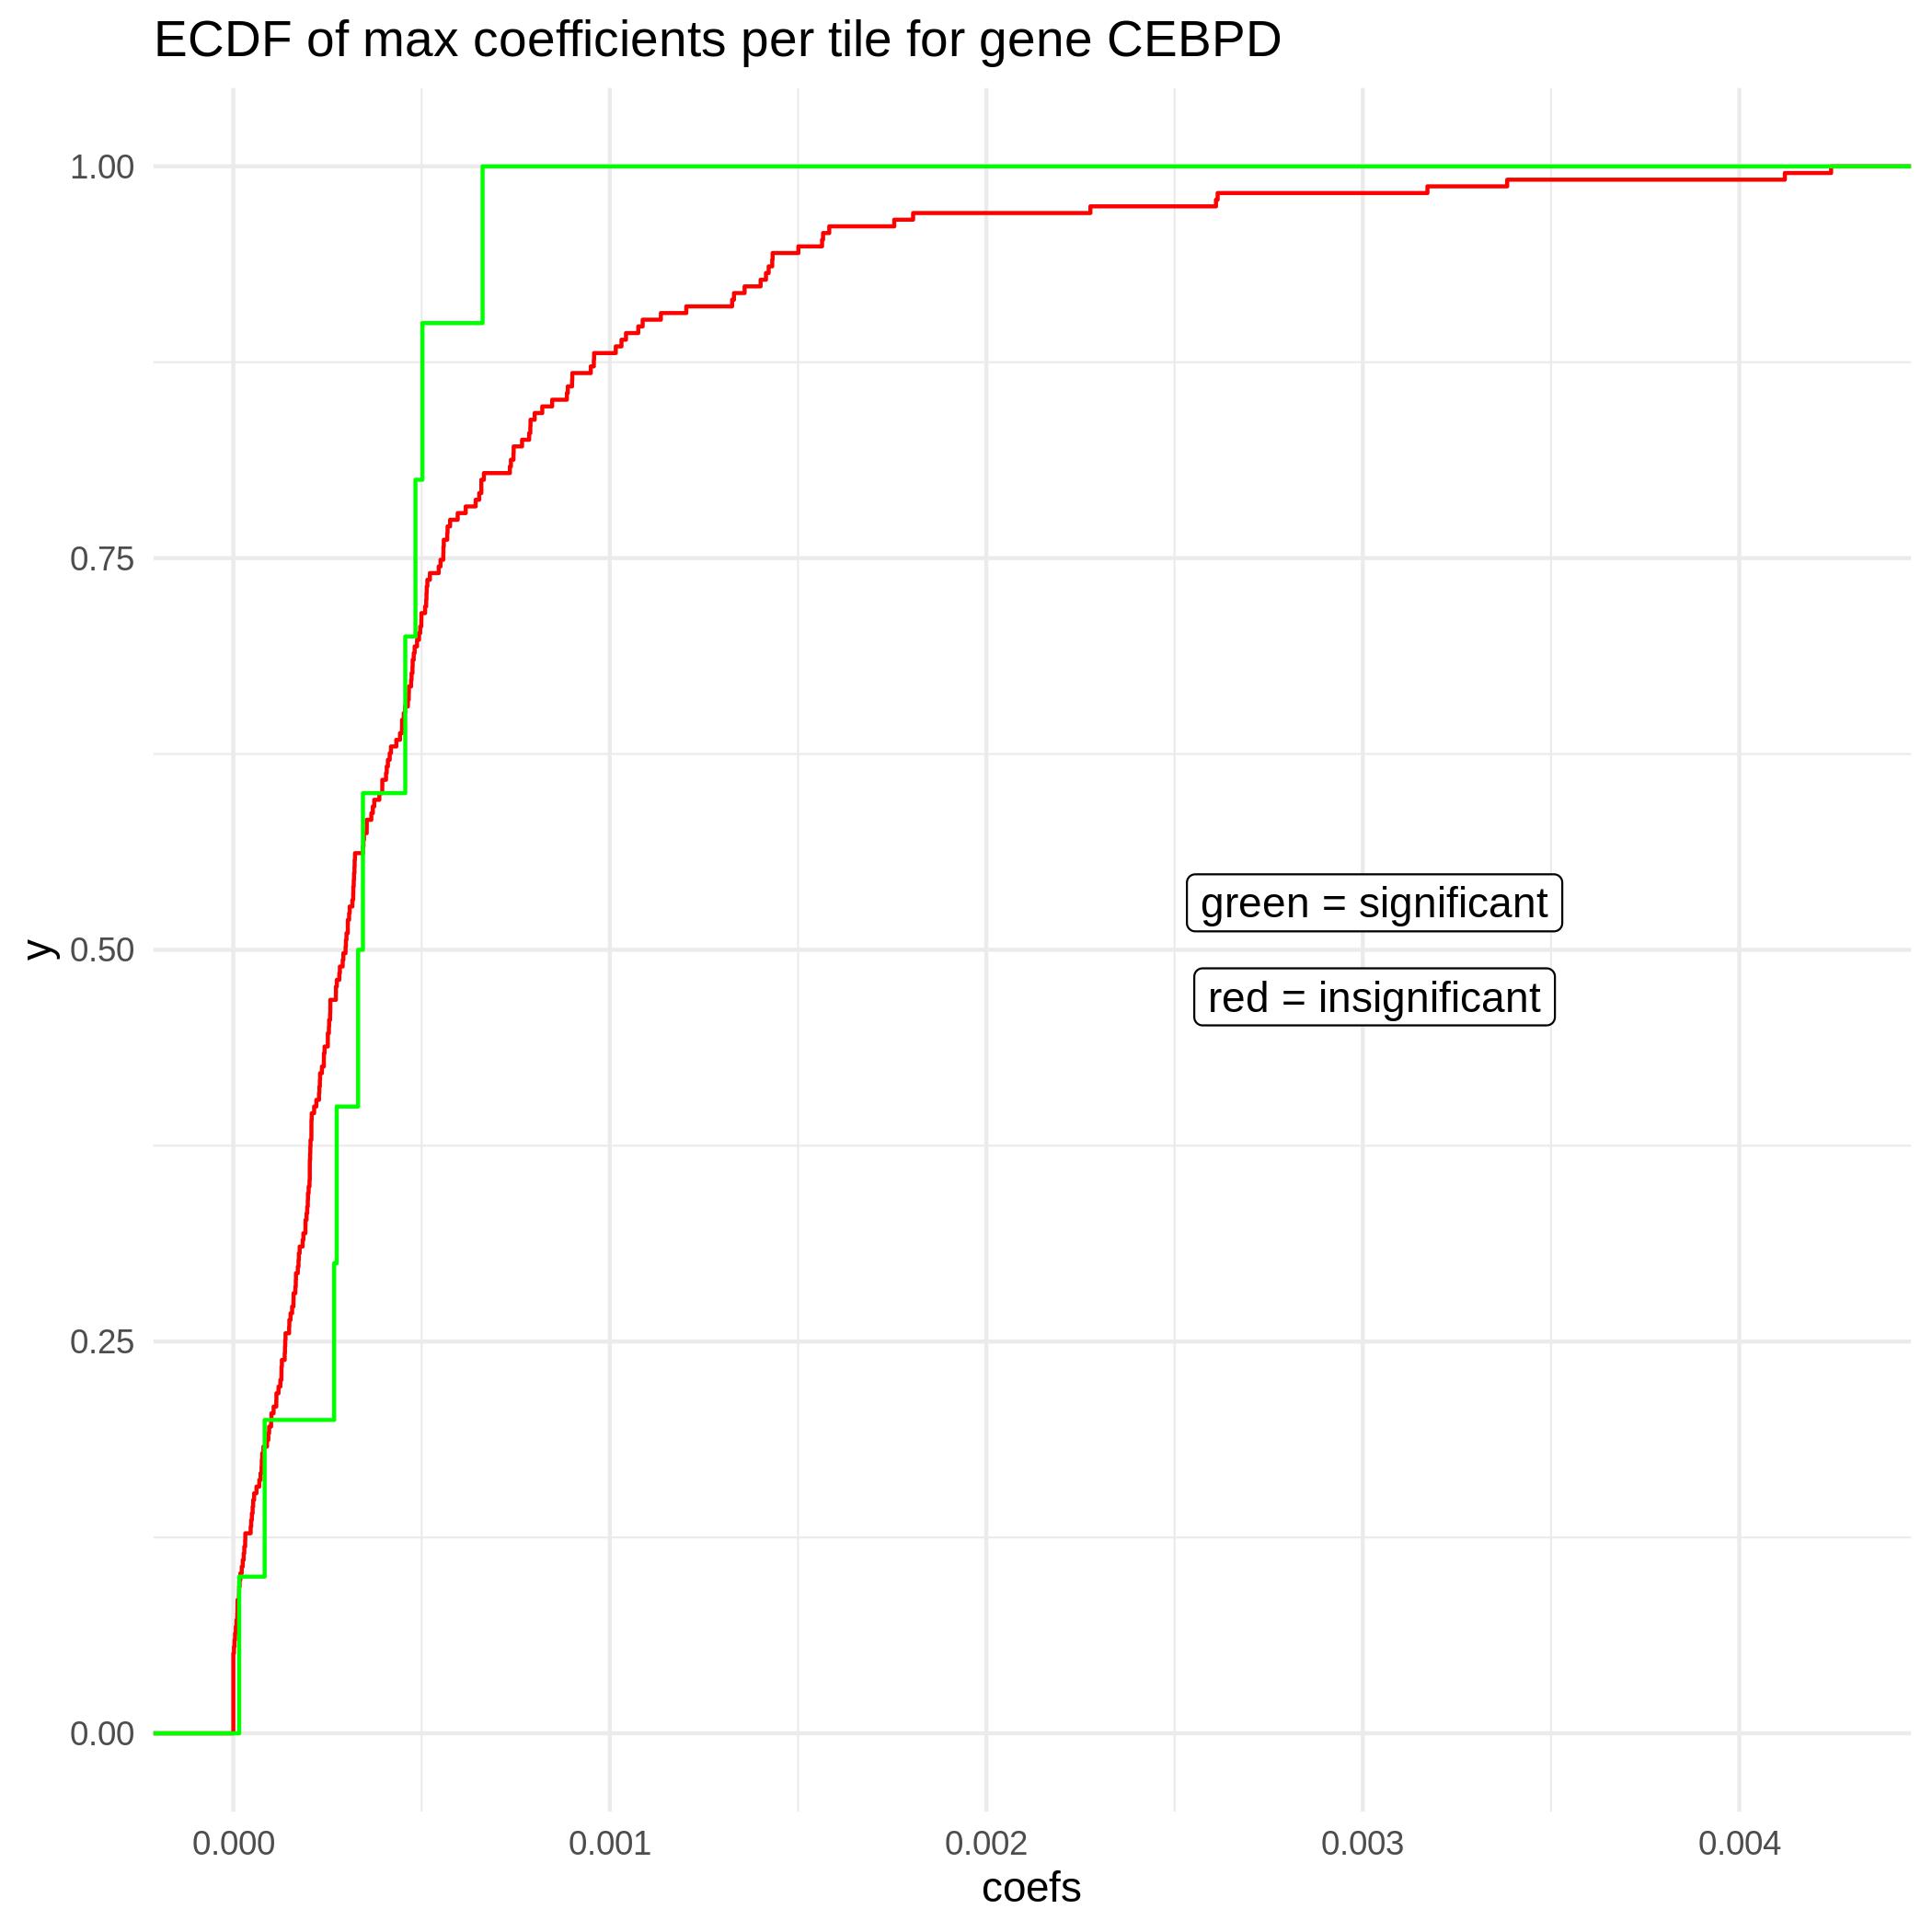 ECDF of max coefficients per tile for gene CEBPD
1.00
0.75
0.50
0.25
0.00
y
green = significant
red = insignificant
0.000 0.001 0.002 0.003 0.004
coefs